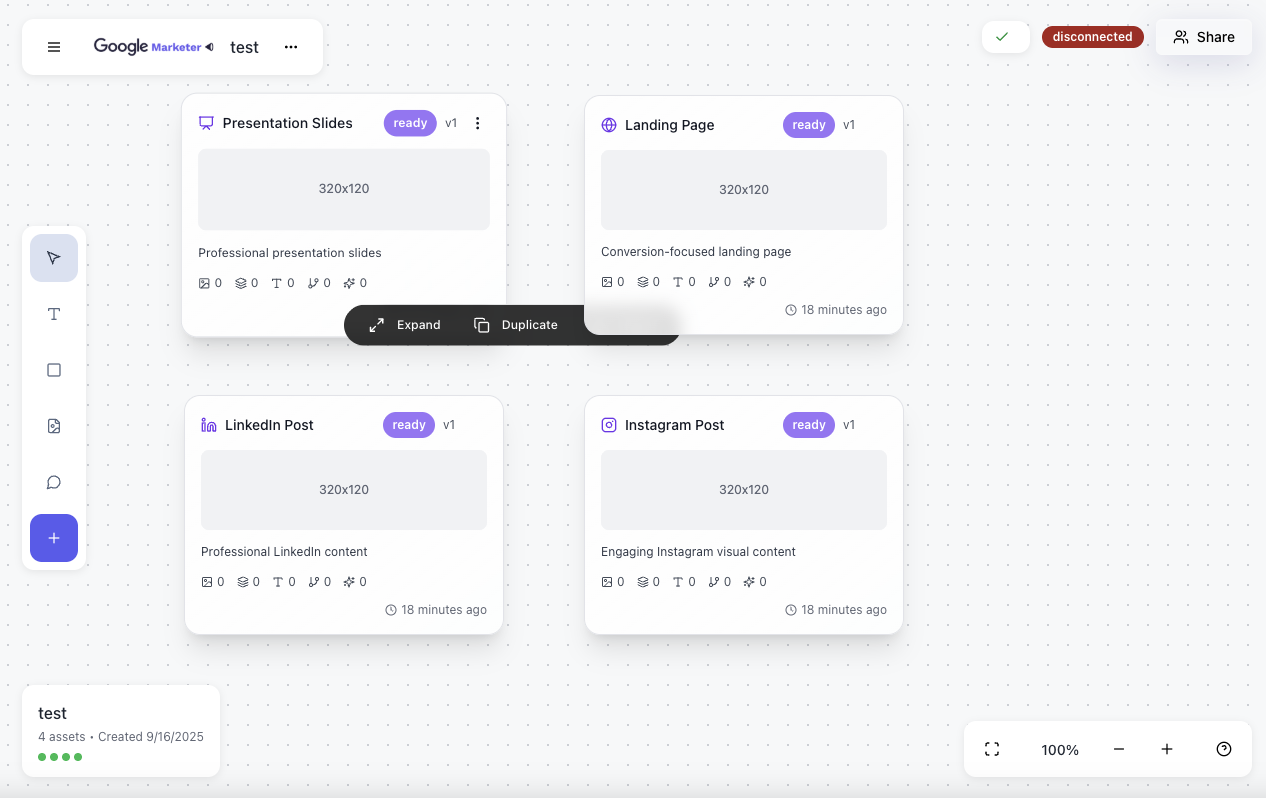 Google Marketer test
disconnected
Share
Presentation Slides ready v1
320x120
Professional presentation slides
0 0 0 0 0
Expand Duplicate
Landing Page ready v1
320x120
Conversion-focused landing page
0 0 0 0 0
18 minutes ago
LinkedIn Post ready v1
320x120
Professional LinkedIn content
0 0 0 0 0
18 minutes ago
Instagram Post ready v1
320x120
Engaging Instagram visual content
0 0 0 0 0
18 minutes ago
test
4 assets • Created 9/16/2025
100%